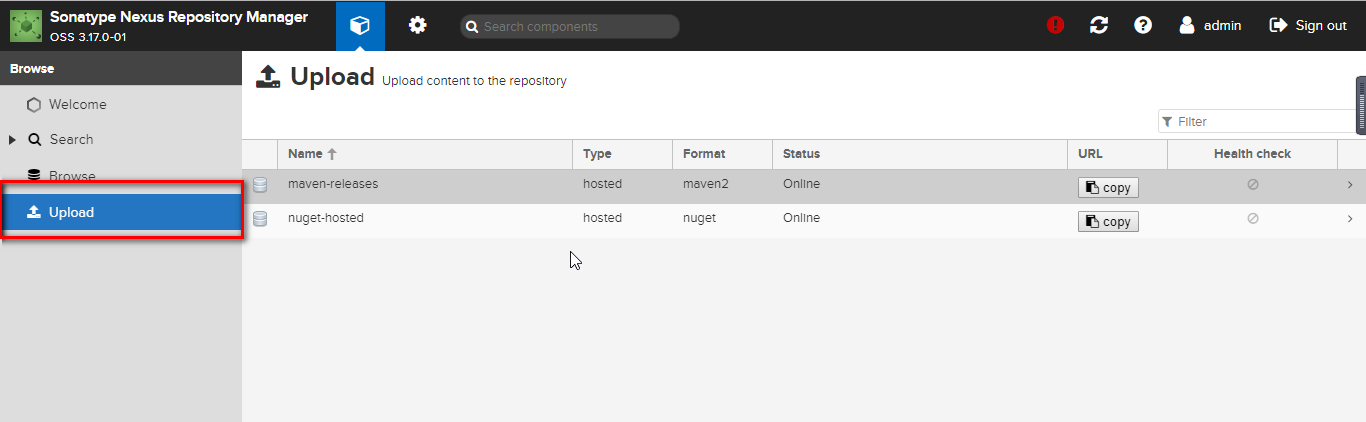 Sonatype Nexus Repository Manager
OSS 3.17.0-01
Search components
admin
Sign out
Browse
Welcome
Search
Browse
Upload
Upload Upload content to the repository
Filter
Name Type Format Status URL Health check
maven-releases hosted maven2 Online copy
nuget-hosted hosted nuget Online copy